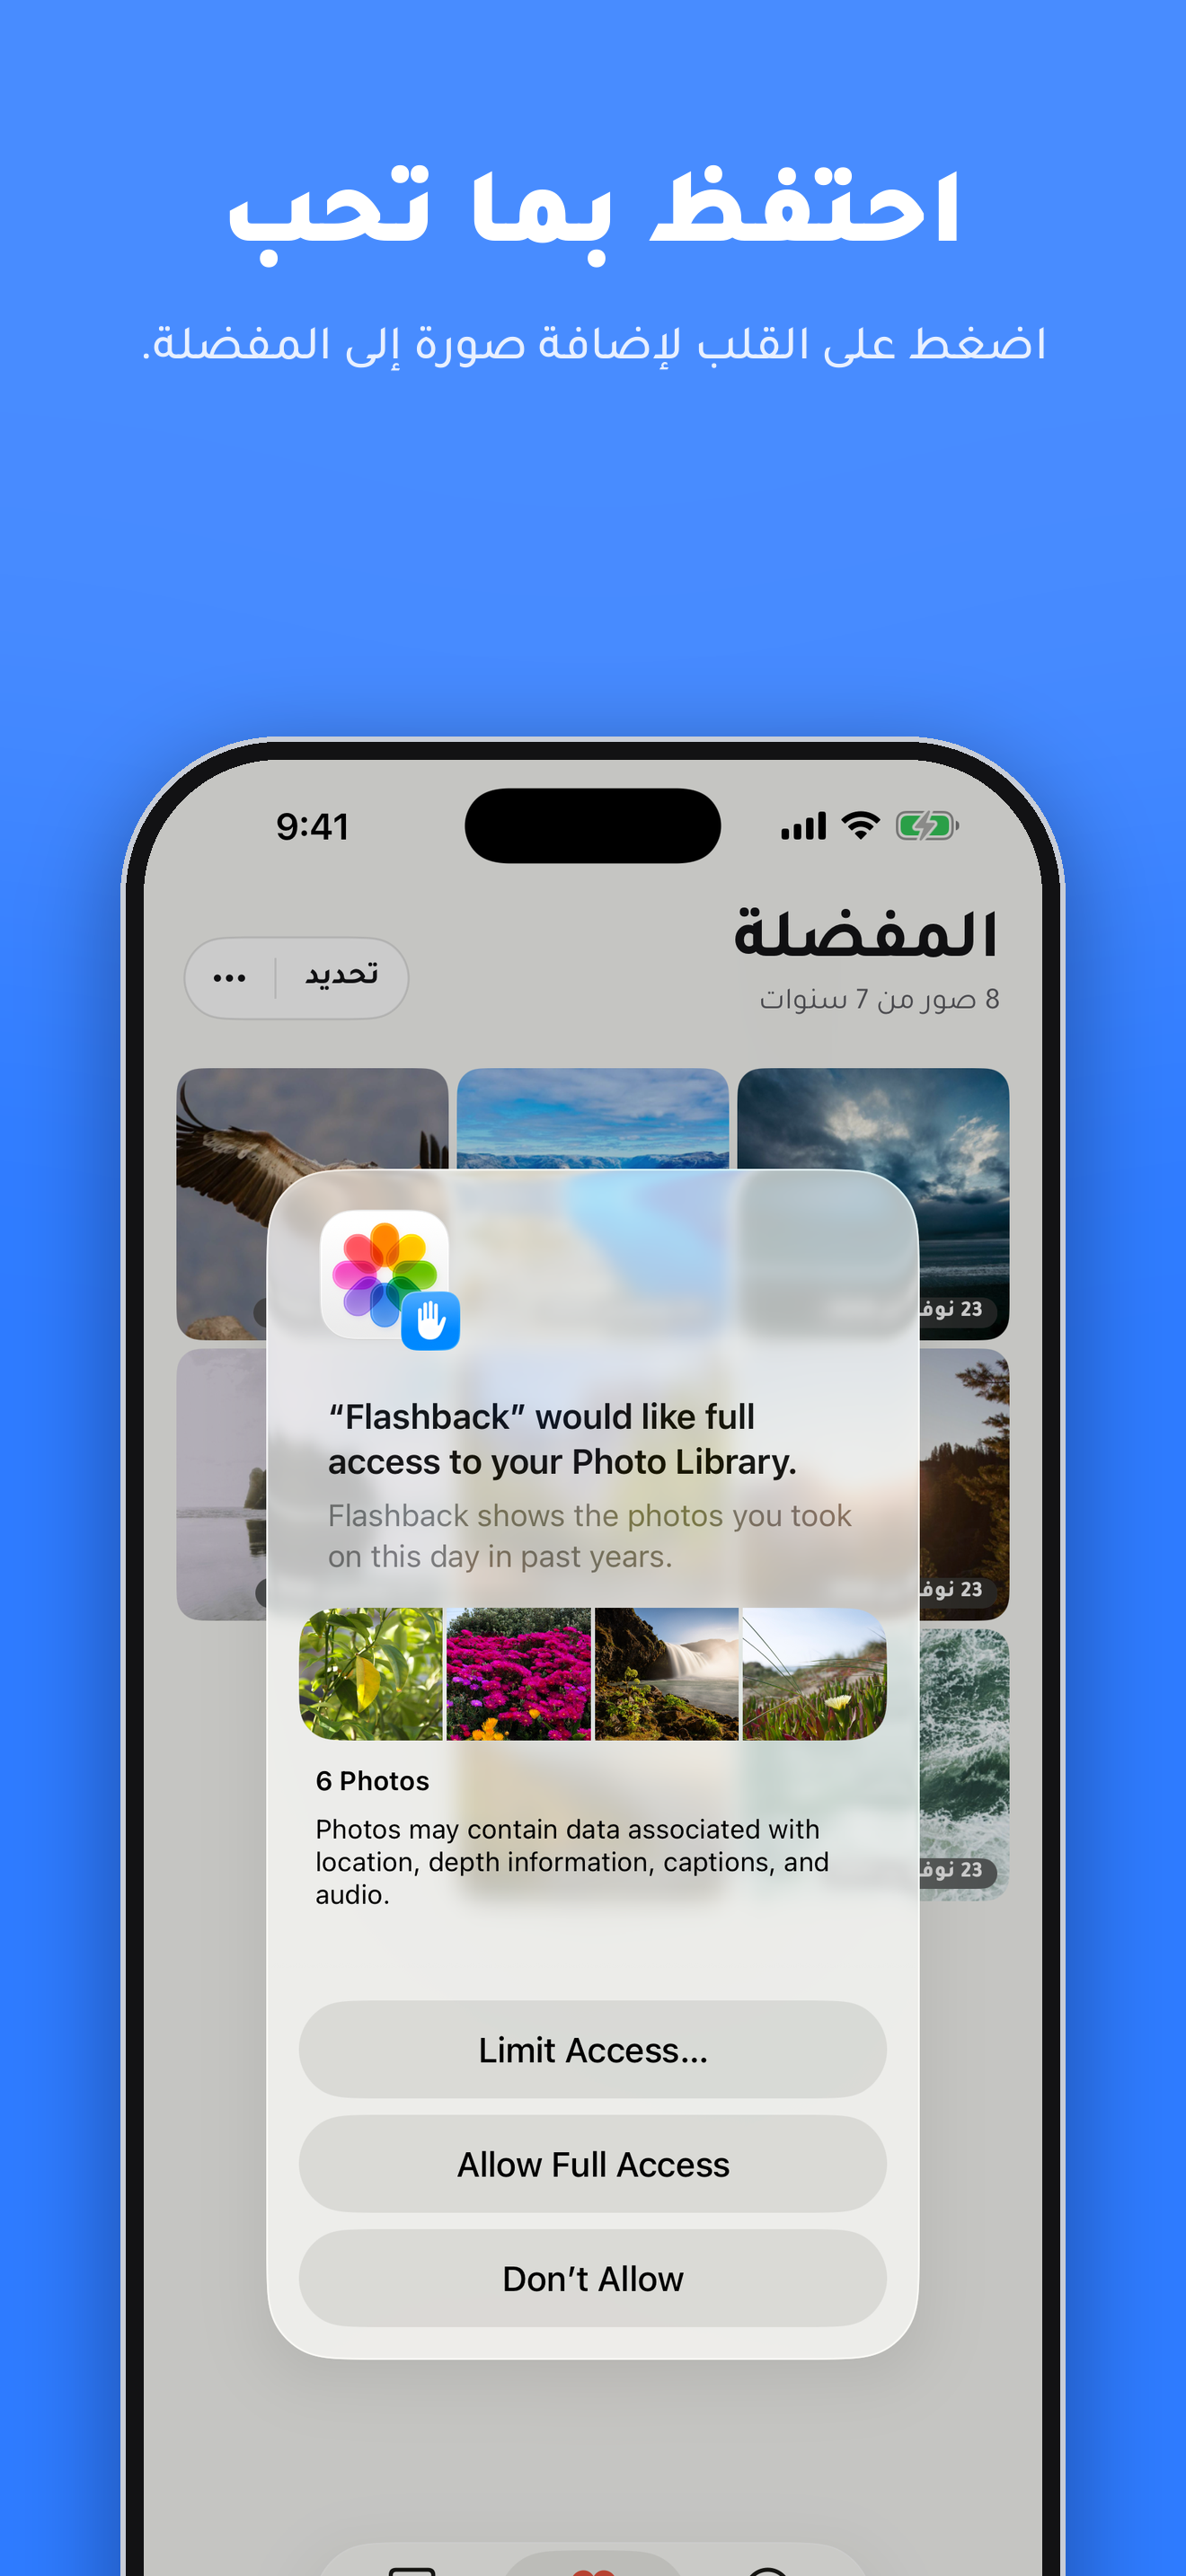 احتفظ بما تحب
اضغط على القلب لإضافة صورة إلى المفضلة.
9:41
المفضلة
8 صور من 7 سنوات
تحديد
23
“Flashback” would like full
access to your Photo Library.
Flashback shows the photos you took
on this day in past years.
23
6 Photos
Photos may contain data associated with
location, depth information, captions, and
audio.
23
Limit Access...
Allow Full Access
Don’t Allow